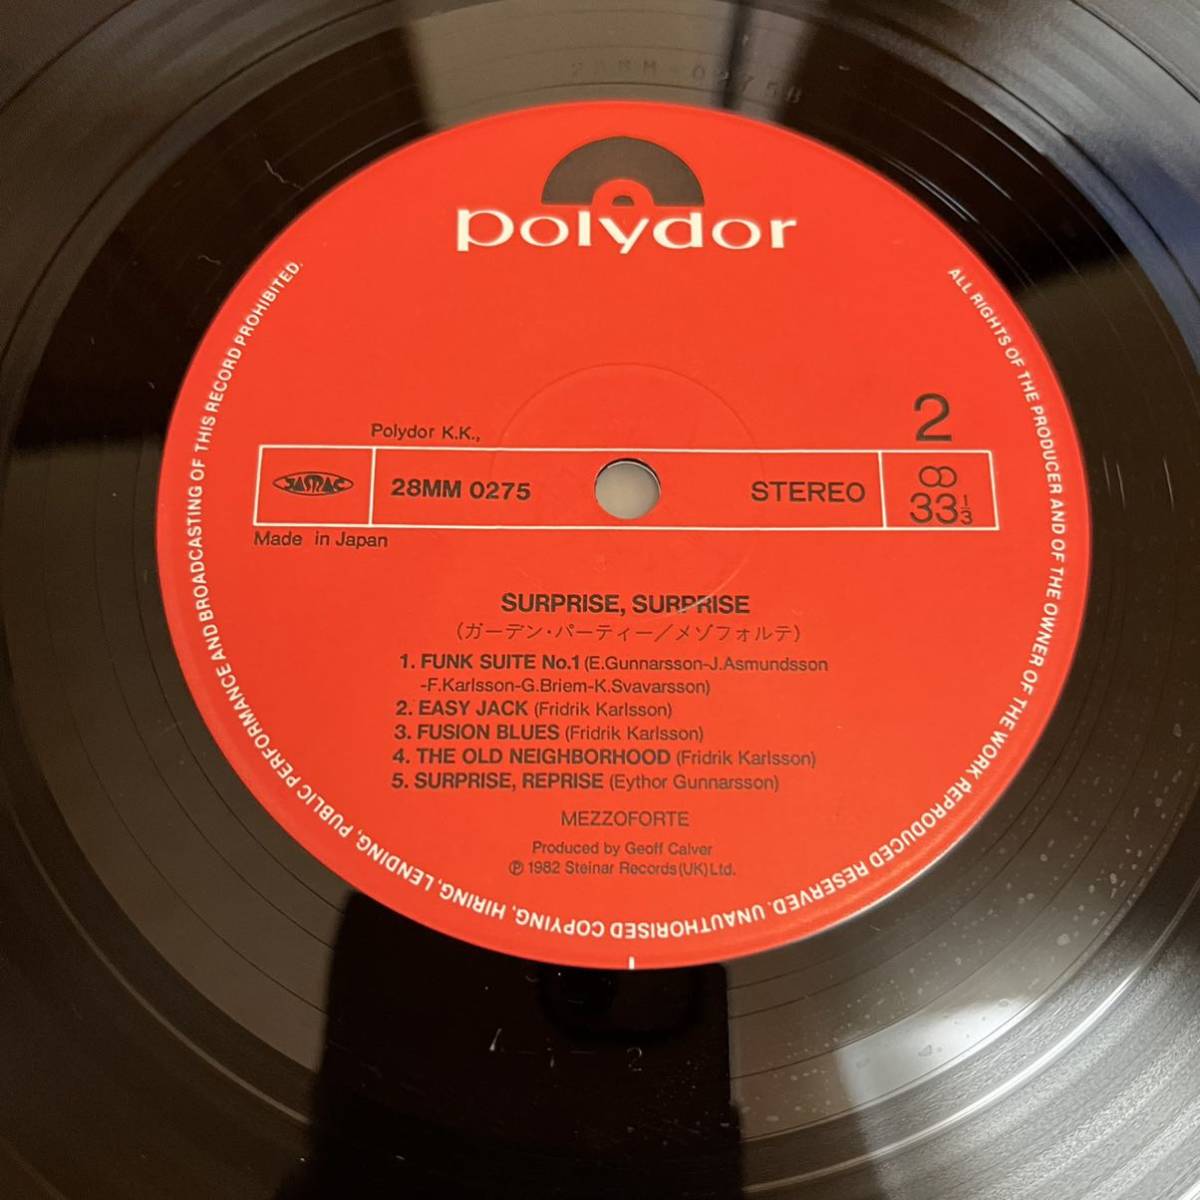 polydor
2
Polydor K.K.,
JASRAC
28MM 0275
STEREO
33 1/3
Made in Japan
SURPRISE, SURPRISE
(ガーデン・パーティー/メゾフォルテ)
1. FUNK SUITE No.1 (E.Gunnarsson-J.Asmundsson
-F.Karlsson-G.Briem-K.Svavarsson)
2. EASY JACK (Fridrik Karlsson)
3. FUSION BLUES (Fridrik Karlsson)
4. THE OLD NEIGHBORHOOD (Fridrik Karlsson)
5. SURPRISE, REPRISE (Eythor Gunnarsson)
MEZZOFORTE
Produced by Geoff Calver
Ⓟ 1982 Steinar Records (UK) Ltd.
ALL RIGHTS OF THE PRODUCER AND OF THE OWNER OF THE WORK REPRODUCED RESERVED. UNAUTHORISED COPYING, HIRING, LENDING, PUBLIC PERFORMANCE AND BROADCASTING OF THIS RECORD PROHIBITED.